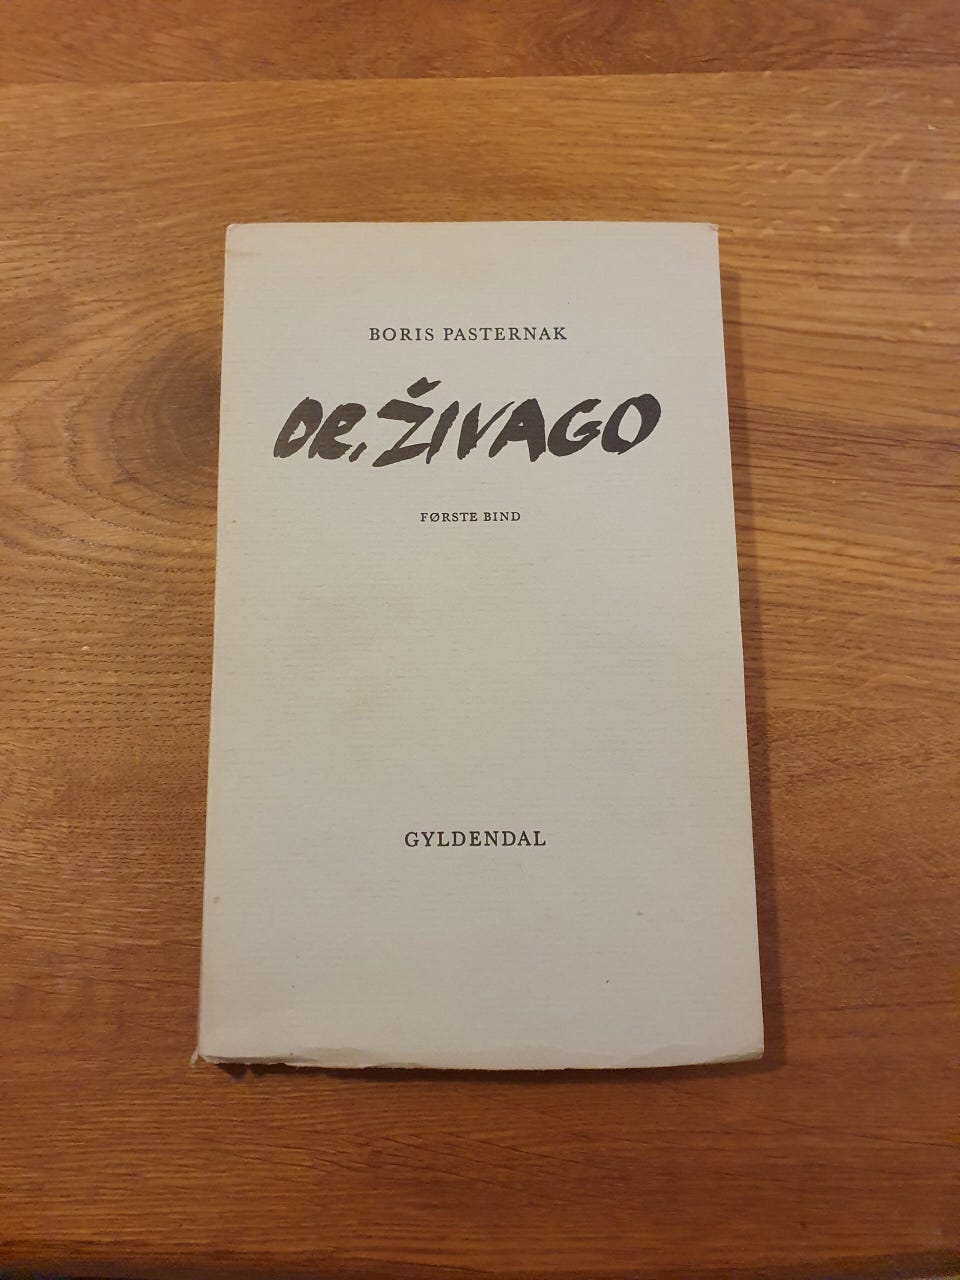 BORIS PASTERNAK
DR. ŽIVAGO
FØRSTE BIND
GYLDENDAL